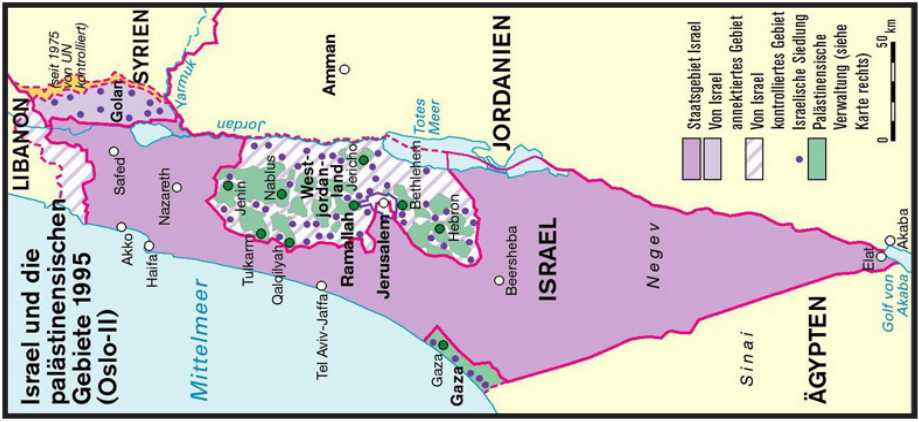 Israel und die
palästinensischen
Gebiete 1995
(Oslo-II)
LIBANON
(seit 1975
von UN
kontrolliert)
SYRIEN
Golan
Yarmuk
Safed
Akko
Haifa
Nazareth
Mittelmeer
Jordan
Amman
Jenin
Tulkarm
Nablus
Qalqilyah
West-
jordan-
land
Tel Aviv-Jaffa
Ramallah
Jericho
Jerusalem
Bethlehem
Totes
Meer
Hebron
Gaza
Gaza
Beersheba
JORDANIEN
ISRAEL
Negev
Sinai
ÄGYPTEN
Elat
Akaba
Golf von
Akaba
Staatsgebiet Israel
Von Israel
annektiertes Gebiet
Von Israel
kontrolliertes Gebiet
Israelische Siedlung
Palästinensische
Verwaltung (siehe
Karte rechts)
0 50 km